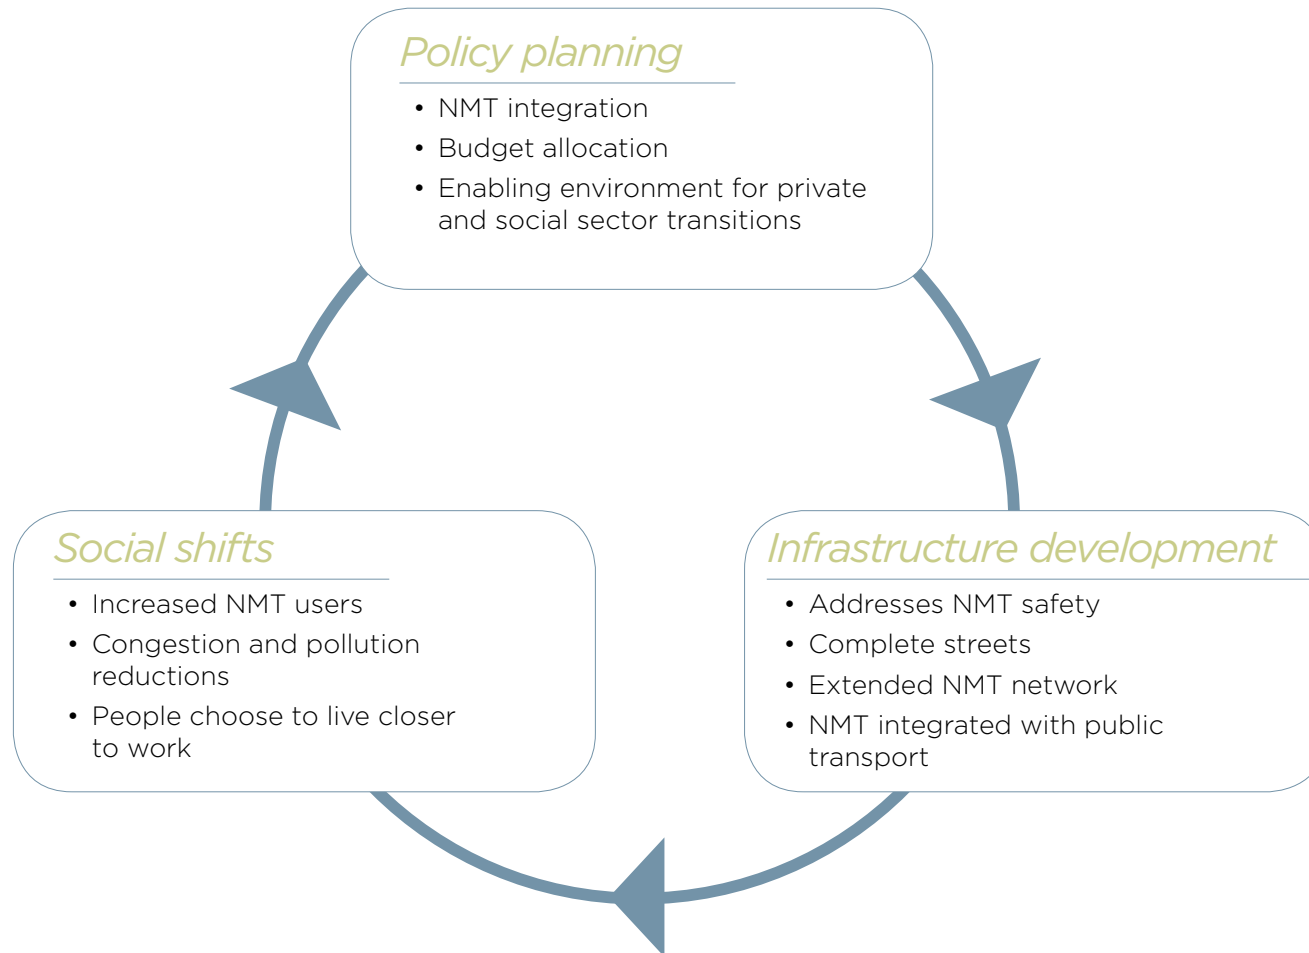 Policy planning
• NMT integration
• Budget allocation
• Enabling environment for private
and social sector transitions
Social shifts
• Increased NMT users
• Congestion and pollution
reductions
• People choose to live closer
to work
Infrastructure development
• Addresses NMT safety
• Complete streets
• Extended NMT network
• NMT integrated with public
transport